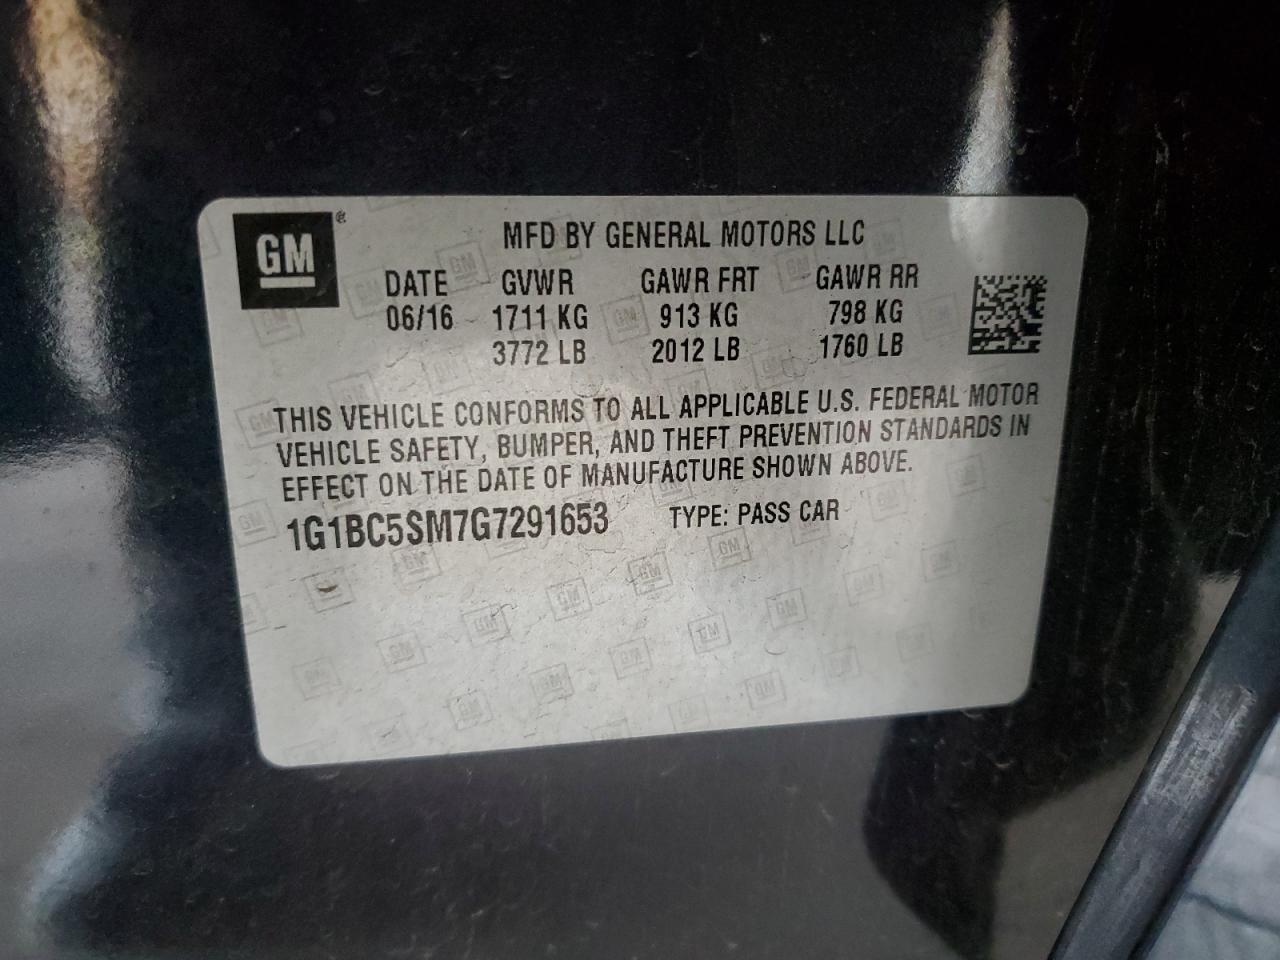 GM®
MFD BY GENERAL MOTORS LLC
DATE GVWR GAWR FRT GAWR RR
06/16 1711 KG 913 KG 798 KG
3772 LB 2012 LB 1760 LB
THIS VEHICLE CONFORMS TO ALL APPLICABLE U.S. FEDERAL MOTOR
VEHICLE SAFETY, BUMPER, AND THEFT PREVENTION STANDARDS IN
EFFECT ON THE DATE OF MANUFACTURE SHOWN ABOVE.
1G1BC5SM7G7291653 TYPE: PASS CAR